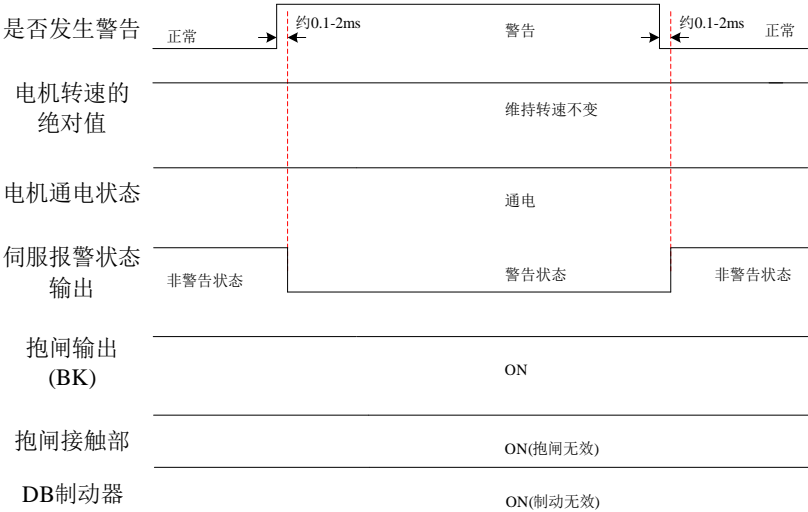 是否发生警告
正常
约0.1-2ms
警告
约0.1-2ms
正常
电机转速的
绝对值
维持转速不变
电机通电状态
通电
伺服报警状态
输出
非警告状态
警告状态
非警告状态
抱闸输出
(BK)
ON
抱闸接触部
ON(抱闸无效)
DB制动器
ON(制动无效)